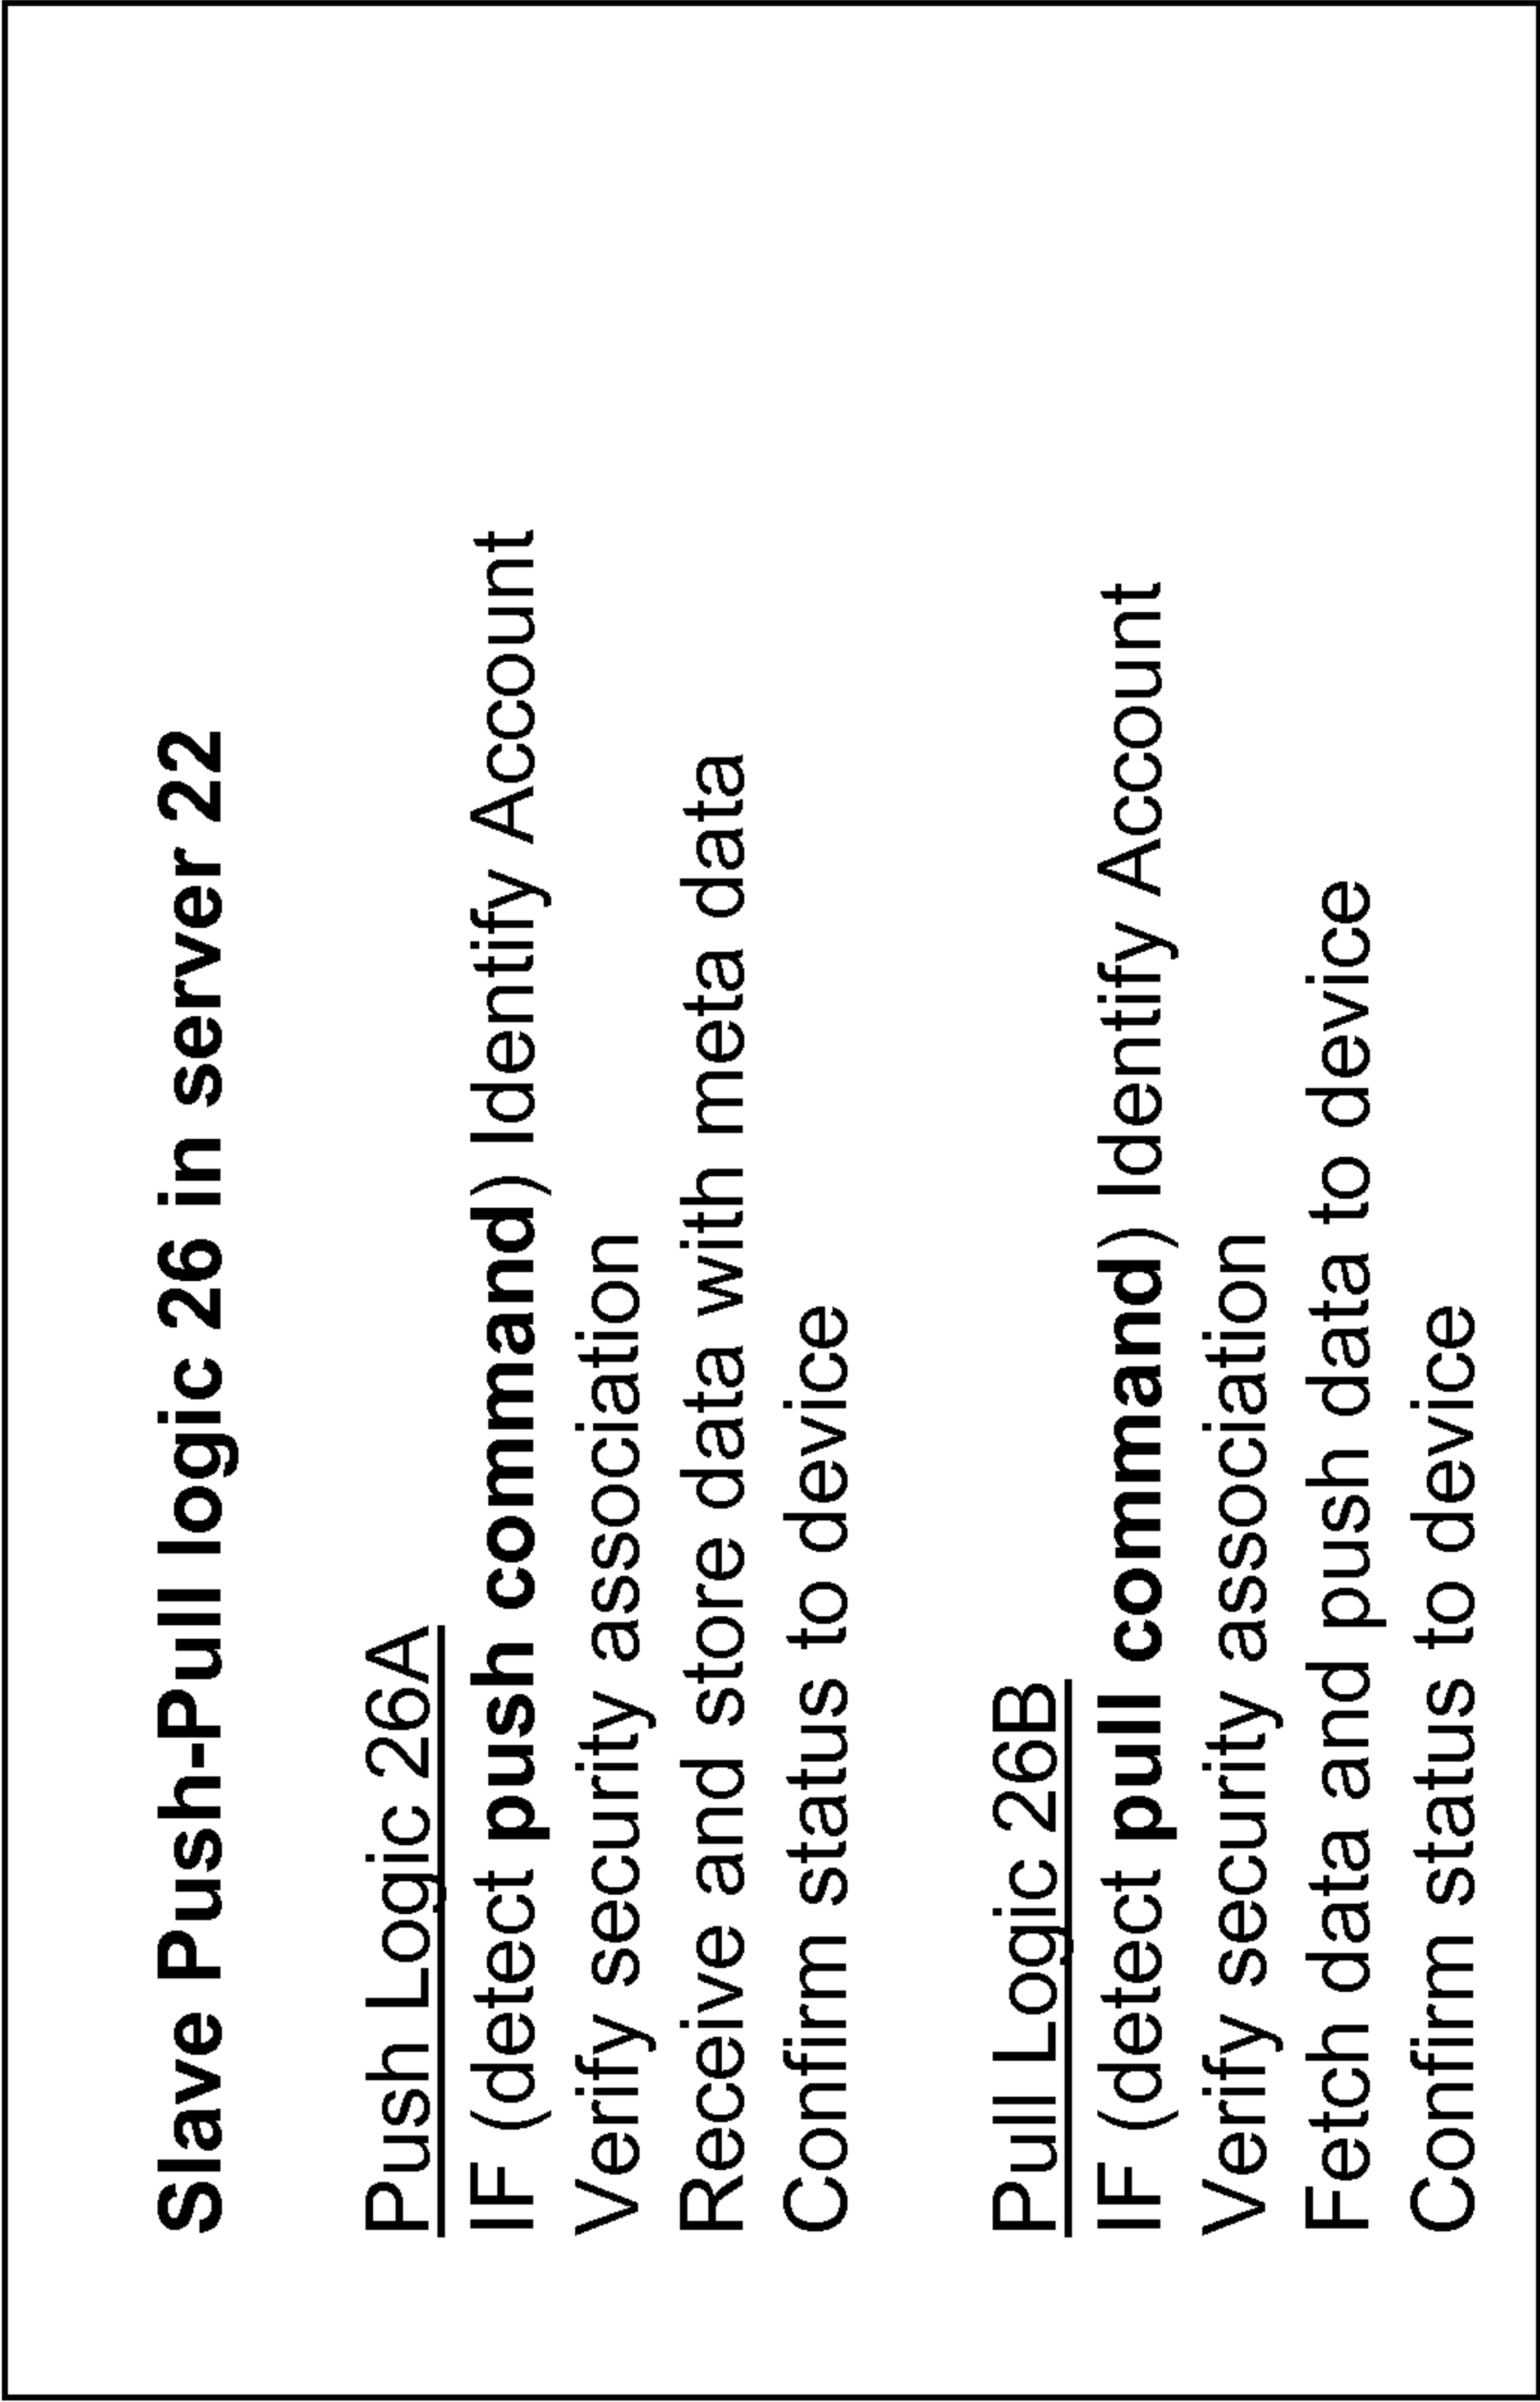 Slave Push-Pull logic 26 in server 22
Push Logic 26A
IF (detect push command) Identify Account
Verify security association
Receive and store data with meta data
Confirm status to device
Pull Logic 26B
IF (detect pull command) Identify Account
Verify security association
Fetch data and push data to device
Confirm status to device